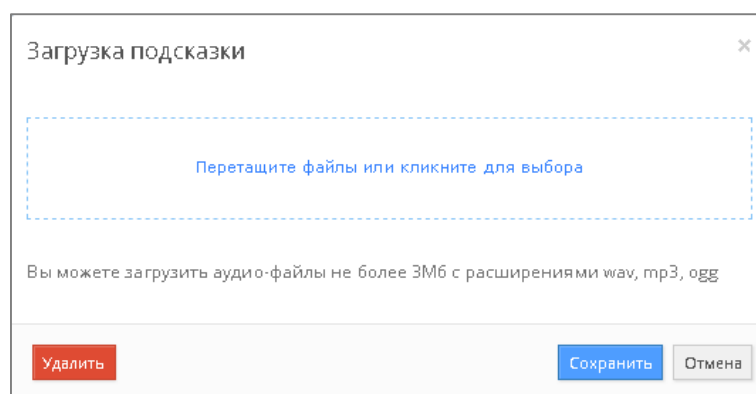 Загрузка подсказки ×
Перетащите файлы или кликните для выбора
Вы можете загрузить аудио-файлы не более 3Мб с расширениями wav, mp3, ogg
Удалить Сохранить Отмена